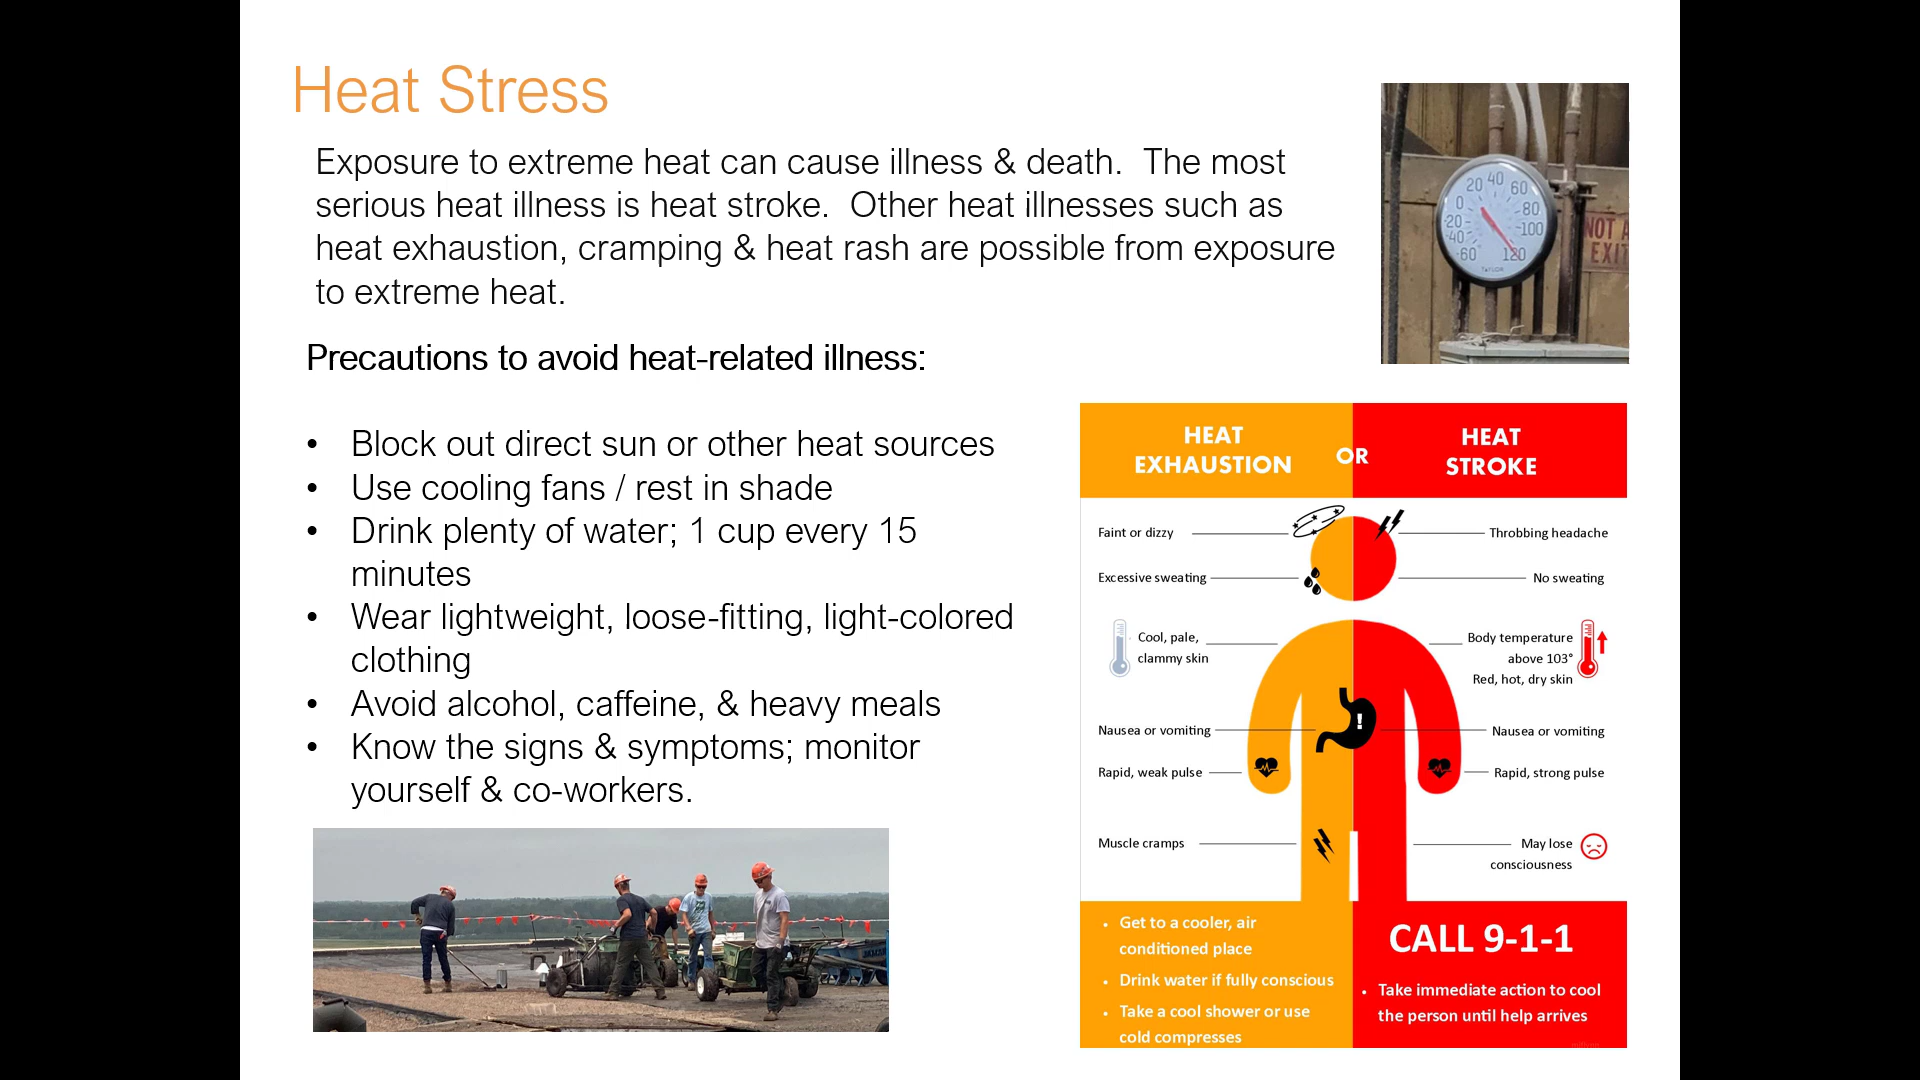 Heat Stress
Exposure to extreme heat can cause illness & death.  The most
serious heat illness is heat stroke.  Other heat illnesses such as
heat exhaustion, cramping & heat rash are possible from exposure
to extreme heat.
20 40 60
0 80
-20 100
-40
-60 120
TAYLOR
NOT A
EXIT
Precautions to avoid heat-related illness:
• Block out direct sun or other heat sources
• Use cooling fans / rest in shade
• Drink plenty of water; 1 cup every 15
minutes
• Wear lightweight, loose-fitting, light-colored
clothing
• Avoid alcohol, caffeine, & heavy meals
• Know the signs & symptoms; monitor
yourself & co-workers.
HEAT
EXHAUSTION
OR
HEAT
STROKE
Faint or dizzy
Throbbing headache
Excessive sweating
No sweating
Cool, pale,
clammy skin
Body temperature
above 103°
Red, hot, dry skin
Nausea or vomiting
Nausea or vomiting
Rapid, weak pulse
Rapid, strong pulse
Muscle cramps
May lose
consciousness
• Get to a cooler, air
conditioned place
• Drink water if fully conscious
• Take a cool shower or use
cold compresses
CALL 9-1-1
• Take immediate action to cool
the person until help arrives